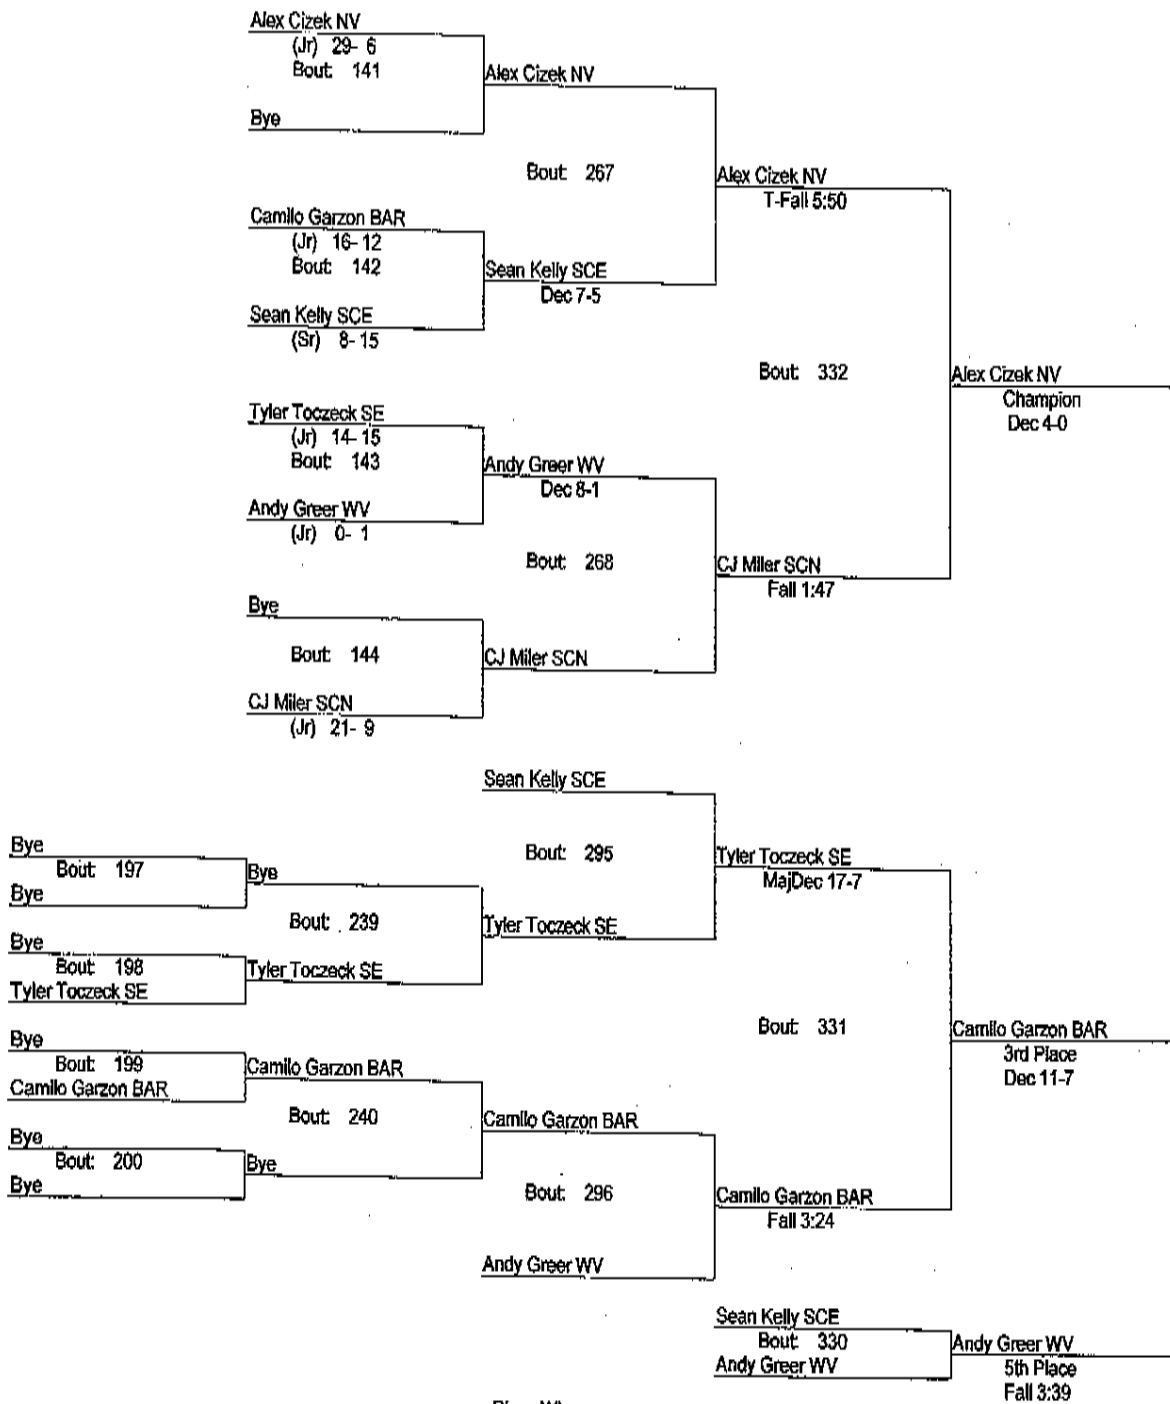 Alex Cizek NV
(Jr) 29- 6
Bout: 141
Alex Cizek NV
Bye
Bout: 267
Alex Cizek NV
T-Fall 5:50
Camilo Garzon BAR
(Jr) 16- 12
Bout: 142
Sean Kelly SCE
Dec 7-5
Sean Kelly SCE
(Sr) 8- 15
Bout: 332
Alex Cizek NV
Champion
Dec 4-0
Tyler Toczeck SE
(Jr) 14- 15
Bout: 143
Andy Greer WV
Dec 8-1
Andy Greer WV
(Jr) 0- 1
Bout: 268
CJ Miler SCN
Fall 1:47
Bye
Bout: 144
CJ Miler SCN
CJ Miler SCN
(Jr) 21- 9
Sean Kelly SCE
Bout: 295
Tyler Toczeck SE
MajDec 17-7
Bye
Bout: 197
Bye
Bye
Bout: 239
Tyler Toczeck SE
Bye
Bout: 198
Tyler Toczeck SE
Tyler Toczeck SE
Bout: 331
Camilo Garzon BAR
3rd Place
Dec 11-7
Bye
Bout: 199
Camilo Garzon BAR
Camilo Garzon BAR
Bout: 240
Camilo Garzon BAR
Bye
Bout: 200
Bye
Bye
Bout: 296
Camilo Garzon BAR
Fall 3:24
Andy Greer WV
Sean Kelly SCE
Bout: 330
Andy Greer WV
Andy Greer WV
5th Place
Fall 3:39